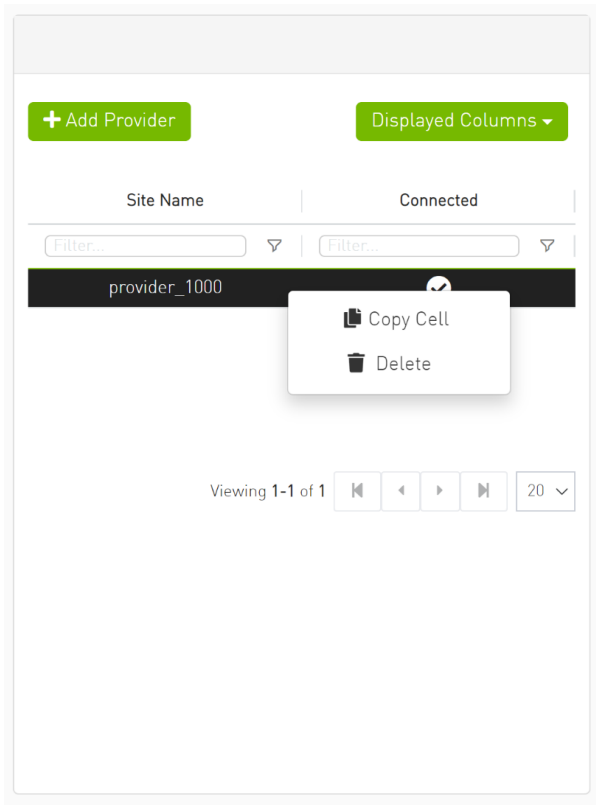 Add Provider
Displayed Columns
Site Name
Connected
Filter...
Filter...
provider_1000
Copy Cell
Delete
Viewing 1-1 of 1
20